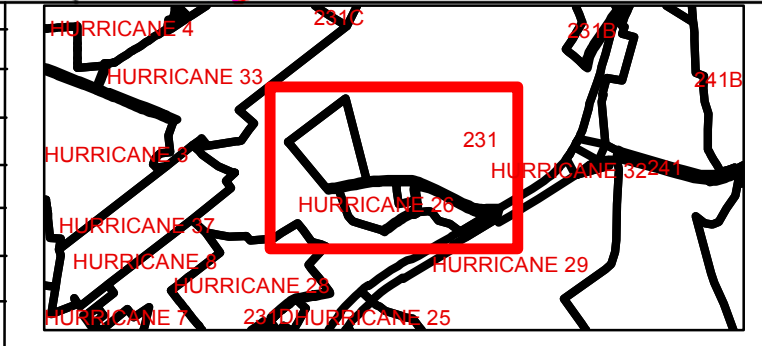 HURRICANE 4
231C
231B
HURRICANE 33
241B
231
HURRICANE 3
HURRICANE 32
241
HURRICANE 26
HURRICANE 37
HURRICANE 8
HURRICANE 29
HURRICANE 28
HURRICANE 7
231D
HURRICANE 25